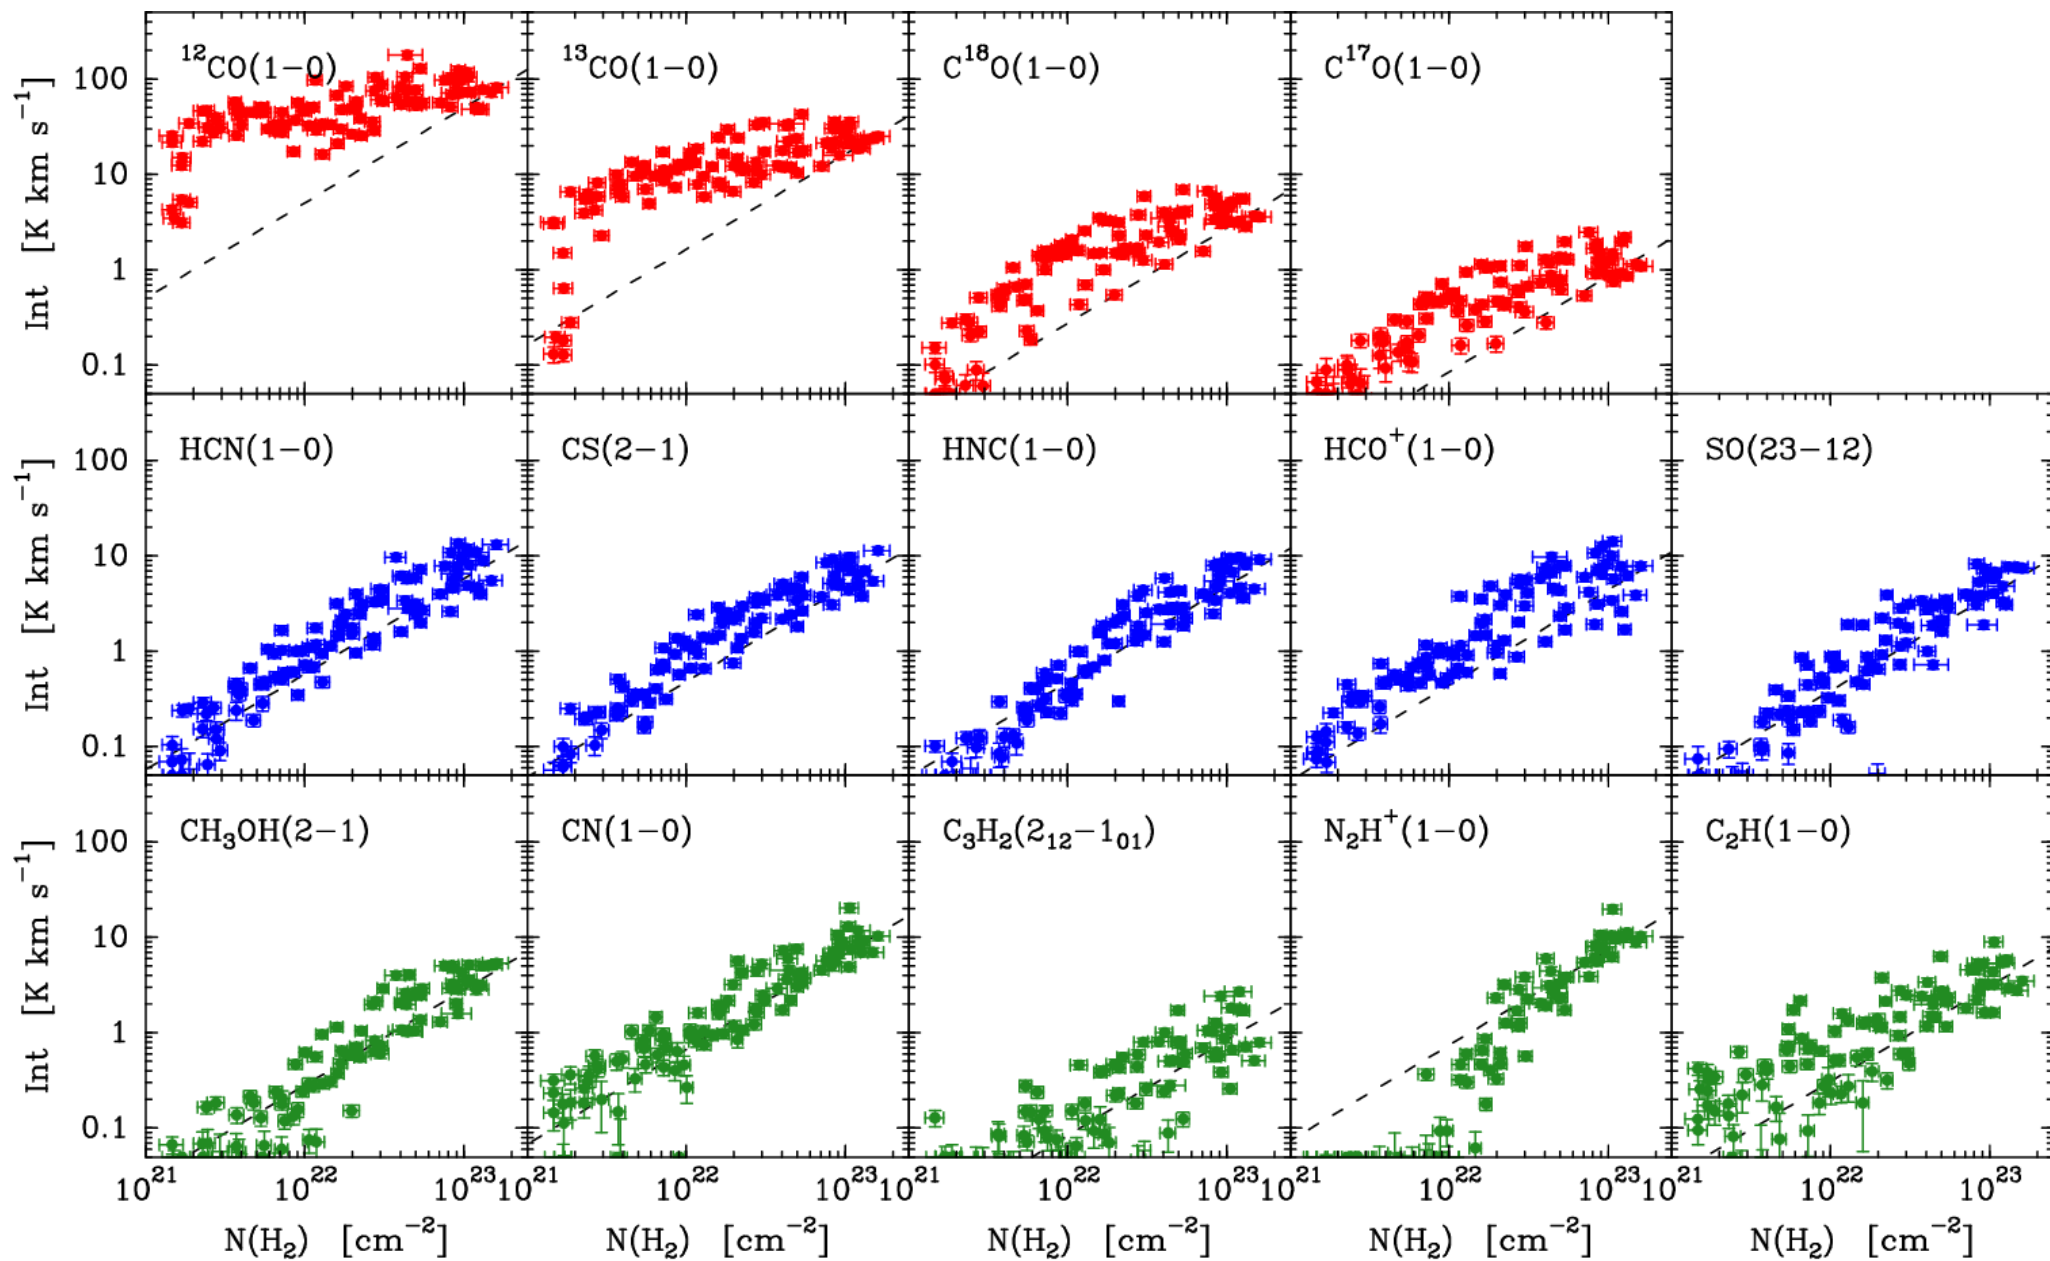 ¹²CO(1−0) ¹³CO(1−0) C¹⁸O(1−0) C¹⁷O(1−0)
Int [K km s⁻¹]
100
10
1
0.1
HCN(1−0) CS(2−1) HNC(1−0) HCO⁺(1−0) SO(23−12)
Int [K km s⁻¹]
100
10
1
0.1
CH₃OH(2−1) CN(1−0) C₃H₂(2₁₂−1₀₁) N₂H⁺(1−0) C₂H(1−0)
Int [K km s⁻¹]
100
10
1
0.1
10²¹ 10²² 10²³ 10²¹ 10²² 10²³ 10²¹ 10²² 10²³ 10²¹ 10²² 10²³ 10²¹ 10²² 10²³
N(H₂) [cm⁻²] N(H₂) [cm⁻²] N(H₂) [cm⁻²] N(H₂) [cm⁻²] N(H₂) [cm⁻²]